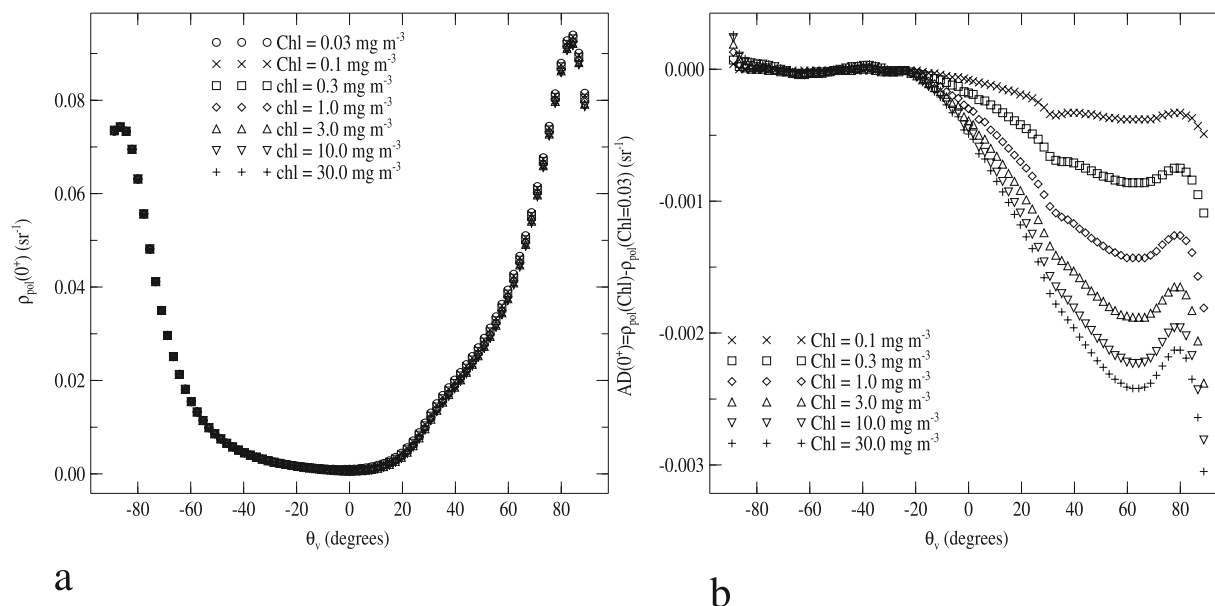 Chl = 0.03 mg m⁻³
Chl = 0.1 mg m⁻³
chl = 0.3 mg m⁻³
chl = 1.0 mg m⁻³
chl = 3.0 mg m⁻³
chl = 10.0 mg m⁻³
chl = 30.0 mg m⁻³
ρpol(0⁺) (sr⁻¹)
0.08
0.06
0.04
0.02
0.00
-80 -60 -40 -20 0 20 40 60 80
θv (degrees)
a
AD(0⁺)=ρpol(Chl)-ρpol(Chl=0.03) (sr⁻¹)
0.000
-0.001
-0.002
-0.003
Chl = 0.1 mg m⁻³
Chl = 0.3 mg m⁻³
Chl = 1.0 mg m⁻³
Chl = 3.0 mg m⁻³
Chl = 10.0 mg m⁻³
Chl = 30.0 mg m⁻³
-80 -60 -40 -20 0 20 40 60 80
θv (degrees)
b